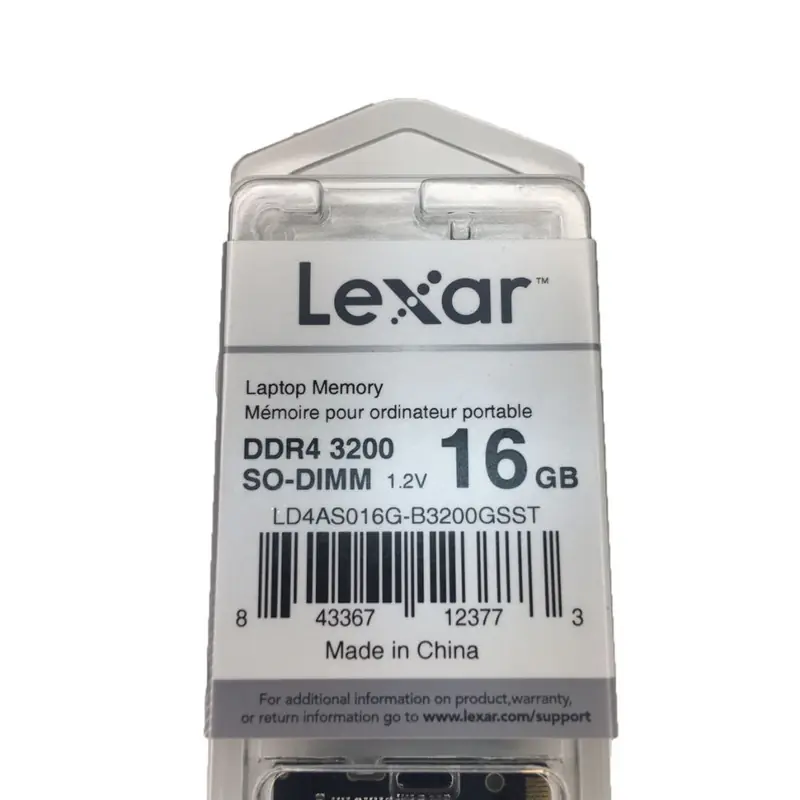 Lexar™
Laptop Memory
Mémoire pour ordinateur portable
DDR4 3200
SO-DIMM 1.2V 16 GB
LD4AS016G-B3200GSST
8 43367 12377 3
Made in China
For additional information on product,warranty,
or return information go to www.lexar.com/support